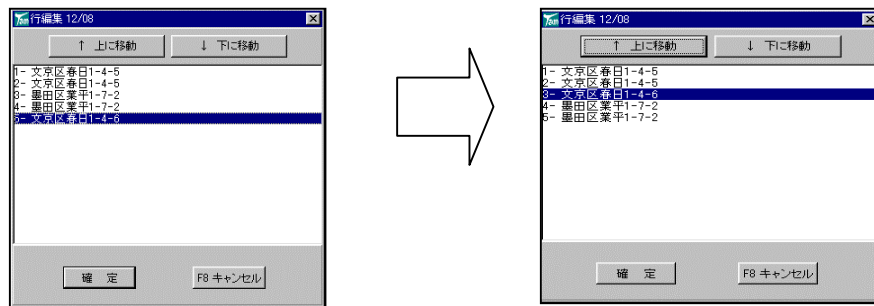 行編集 12/08
↑ 上に移動
↓ 下に移動
1- 文京区春日1-4-5
2- 文京区春日1-4-5
3- 墨田区業平1-7-2
4- 墨田区業平1-7-2
5- 文京区春日1-4-6
確 定
F8 キャンセル
行編集 12/08
↑ 上に移動
↓ 下に移動
1- 文京区春日1-4-5
2- 文京区春日1-4-5
3- 文京区春日1-4-6
4- 墨田区業平1-7-2
5- 墨田区業平1-7-2
確 定
F8 キャンセル